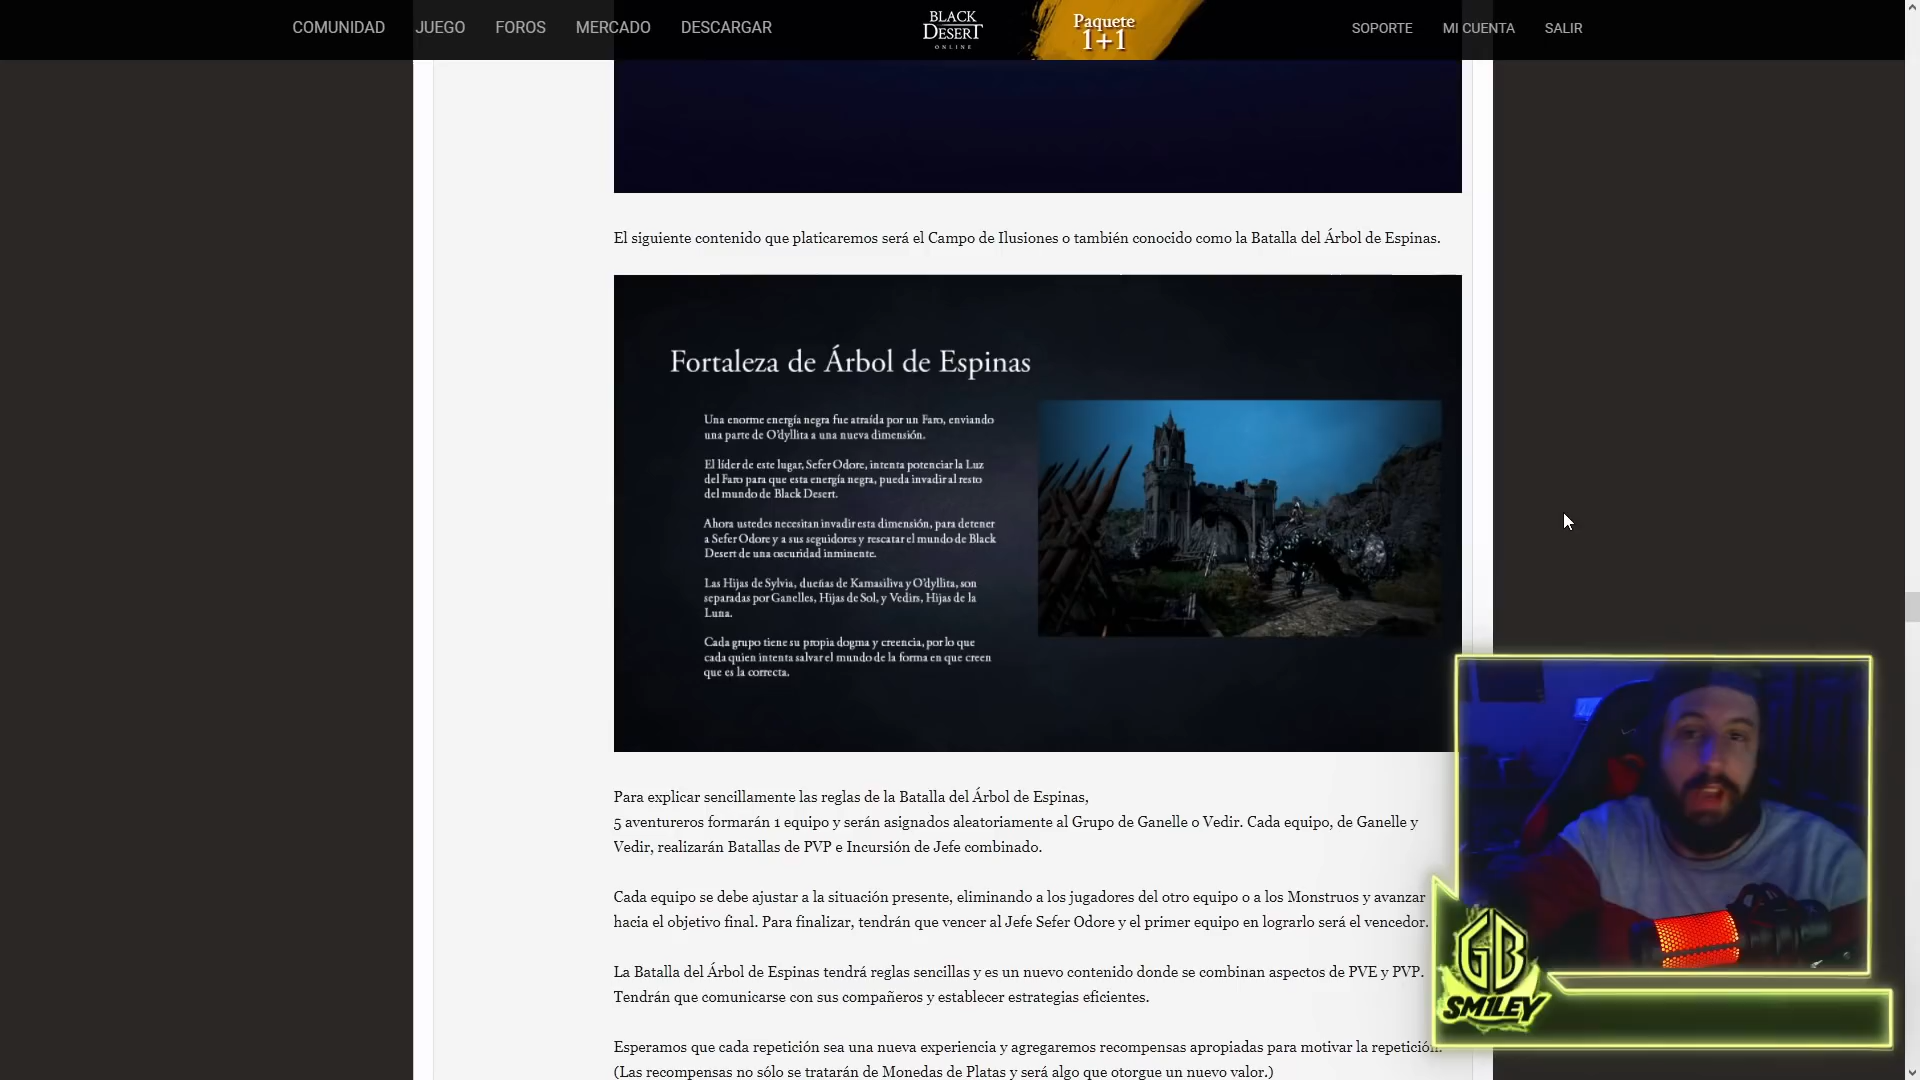 COMUNIDAD JUEGO FOROS MERCADO DESCARGAR
BLACK
DESERT
ONLINE
Paquete
1+1
SOPORTE MI CUENTA SALIR
El siguiente contenido que platicaremos será el Campo de Ilusiones o también conocido como la Batalla del Árbol de Espinas.
Fortaleza de Árbol de Espinas
Una enorme energía negra fue atraída por un Faro, enviando
una parte de O'dyllita a una nueva dimensión.
El líder de este lugar, Sefer Odore, intenta potenciar la Luz
del Faro para que esta energía negra, pueda invadir al resto
del mundo de Black Desert.
Ahora ustedes necesitan invadir esta dimensión, para detener
a Sefer Odore y a sus seguidores y rescatar el mundo de Black
Desert de una oscuridad inminente.
Las Hijas de Sylvia, dueñas de Kamasiliva y O'dyllita, son
separadas por Ganelles, Hijas de Sol, y Vedirs, Hijas de la
Luna.
Cada grupo tiene su propia dogma y creencia, por lo que
cada quien intenta salvar el mundo de la forma en que creen
que es la correcta.
Para explicar sencillamente las reglas de la Batalla del Árbol de Espinas,
5 aventureros formarán 1 equipo y serán asignados aleatoriamente al Grupo de Ganelle o Vedir. Cada equipo, de Ganelle y
Vedir, realizarán Batallas de PVP e Incursión de Jefe combinado.
Cada equipo se debe ajustar a la situación presente, eliminando a los jugadores del otro equipo o a los Monstruos y avanzar
hacia el objetivo final. Para finalizar, tendrán que vencer al Jefe Sefer Odore y el primer equipo en lograrlo será el vencedor.
La Batalla del Árbol de Espinas tendrá reglas sencillas y es un nuevo contenido donde se combinan aspectos de PVE y PVP.
Tendrán que comunicarse con sus compañeros y establecer estrategias eficientes.
Esperamos que cada repetición sea una nueva experiencia y agregaremos recompensas apropiadas para motivar la repetición.
(Las recompensas no sólo se tratarán de Monedas de Platas y será algo que otorgue un nuevo valor.)
GB
SM1LEY